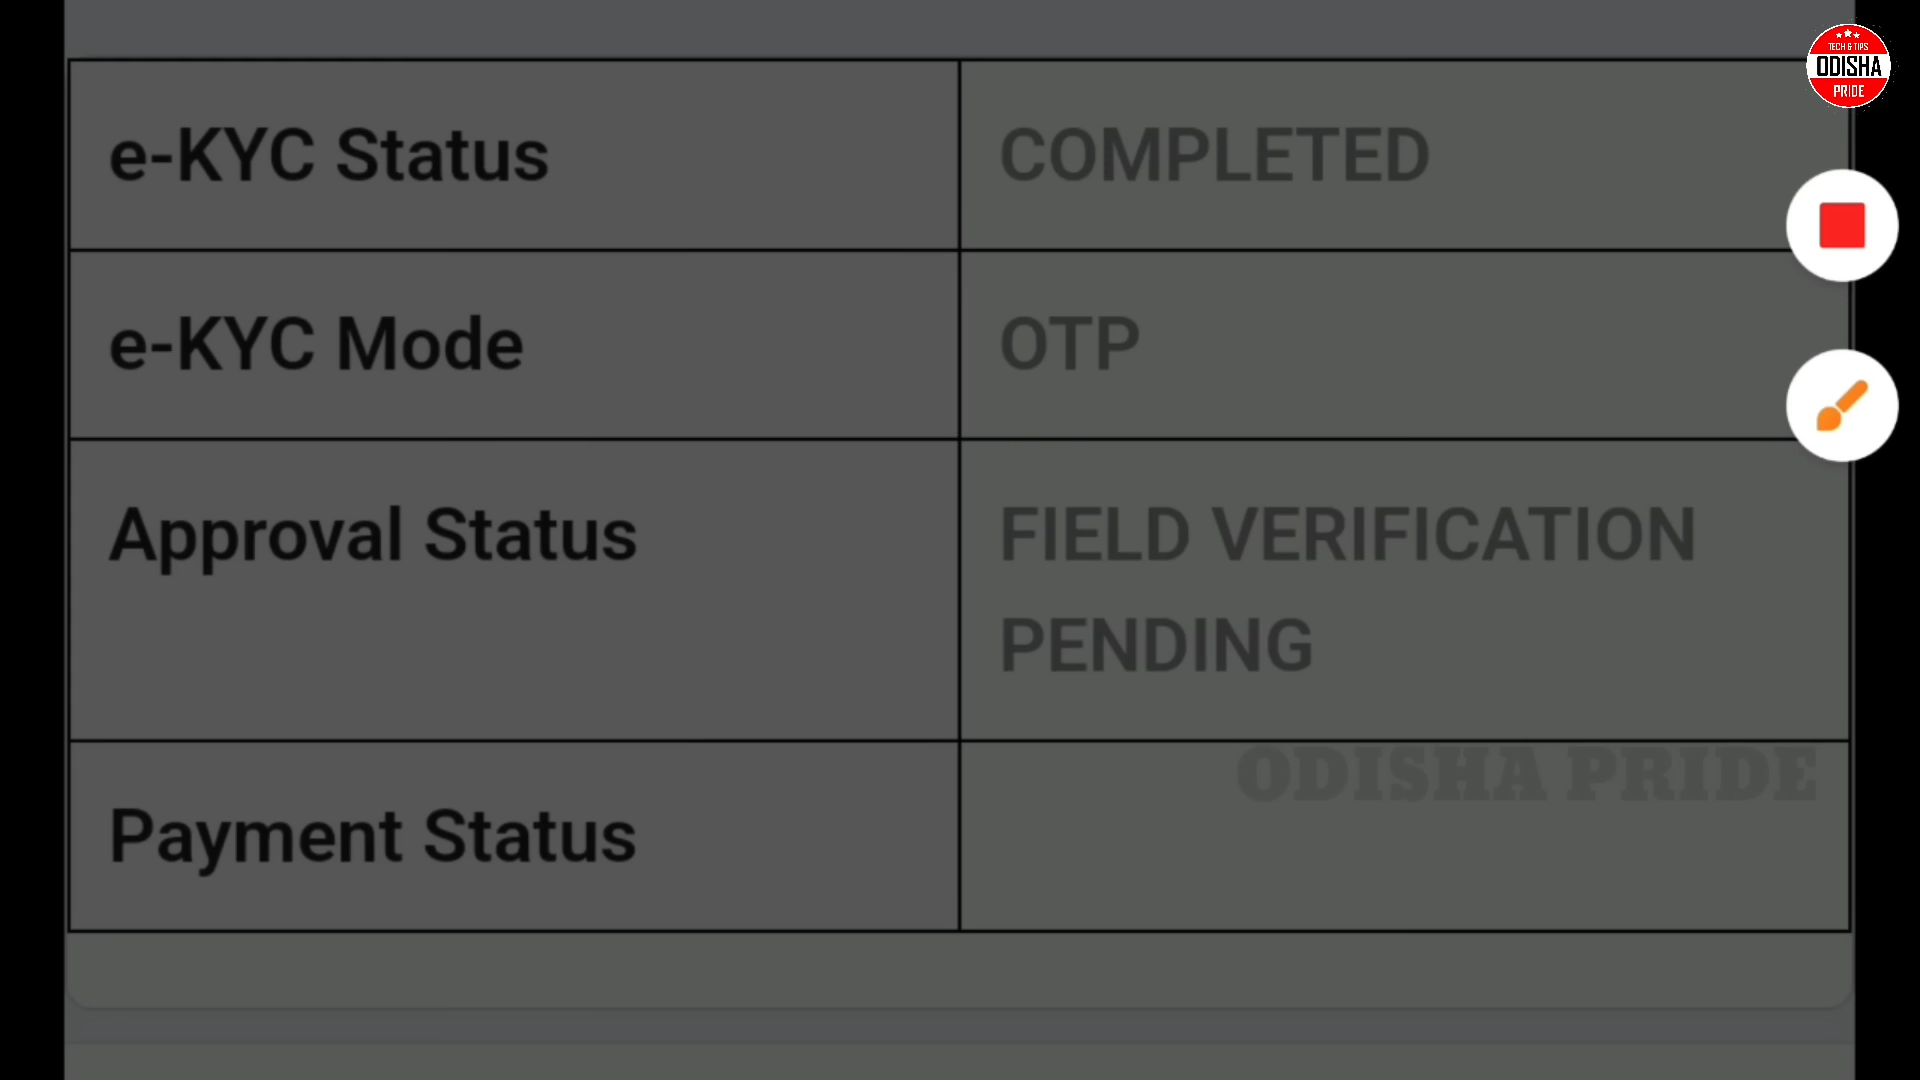 TECH & TIPS
ODISHA
PRIDE
e-KYC Status COMPLETED
e-KYC Mode OTP
Approval Status FIELD VERIFICATION
PENDING
ODISHA PRIDE
Payment Status